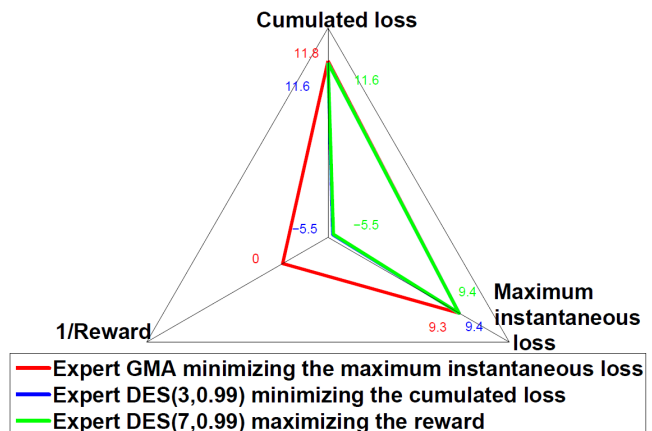 Cumulated loss
11.8
11.6
11.6
−5.5
−5.5
0
9.4
9.3
9.4
Maximum
instantaneous
loss
1/Reward
Expert GMA minimizing the maximum instantaneous loss
Expert DES(3,0.99) minimizing the cumulated loss
Expert DES(7,0.99) maximizing the reward